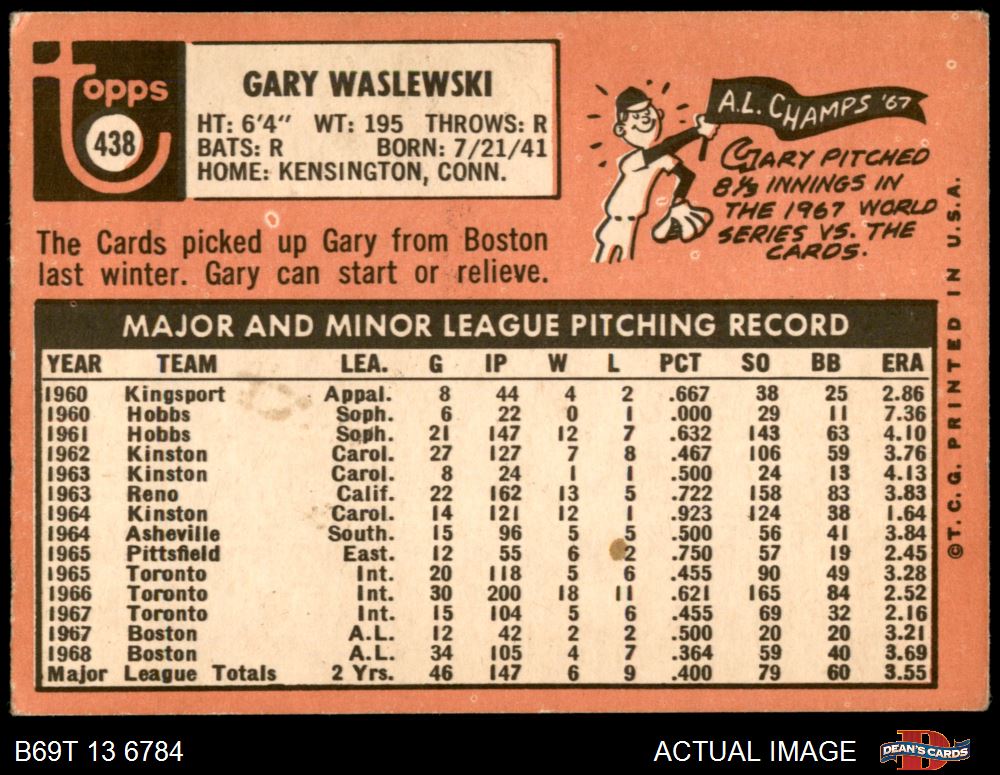 topps
438
GARY WASLEWSKI
HT: 6'4" WT: 195 THROWS: R
BATS: R BORN: 7/21/41
HOME: KENSINGTON, CONN.
The Cards picked up Gary from Boston
last winter. Gary can start or relieve.
A.L. CHAMPS '67
GARY PITCHED
8⅓ INNINGS IN
THE 1967 WORLD
SERIES VS. THE
CARDS.
MAJOR AND MINOR LEAGUE PITCHING RECORD
YEAR TEAM LEA. G IP W L PCT SO BB ERA
1960 Kingsport Appal. 8 44 4 2 .667 38 25 2.86
1960 Hobbs Soph. 6 22 0 1 .000 29 11 7.36
1961 Hobbs Soph. 21 147 12 7 .632 143 63 4.10
1962 Kinston Carol. 27 127 7 8 .467 106 59 3.76
1963 Kinston Carol. 8 24 1 1 .500 24 13 4.13
1963 Reno Calif. 22 162 13 5 .722 158 83 3.83
1964 Kinston Carol. 14 121 12 1 .923 124 38 1.64
1964 Asheville South. 15 96 5 5 .500 56 41 3.84
1965 Pittsfield East. 12 55 6 2 .750 57 19 2.45
1965 Toronto Int. 20 118 5 6 .455 90 49 3.28
1966 Toronto Int. 30 200 18 11 .621 165 84 2.52
1967 Toronto Int. 15 104 5 6 .455 69 32 2.16
1967 Boston A.L. 12 42 2 2 .500 20 20 3.21
1968 Boston A.L. 34 105 4 7 .364 59 40 3.69
Major League Totals 2 Yrs. 46 147 6 9 .400 79 60 3.55
©T.C.G. PRINTED IN U.S.A.
B69T 13 6784
ACTUAL IMAGE
D
DEAN'S CARDS